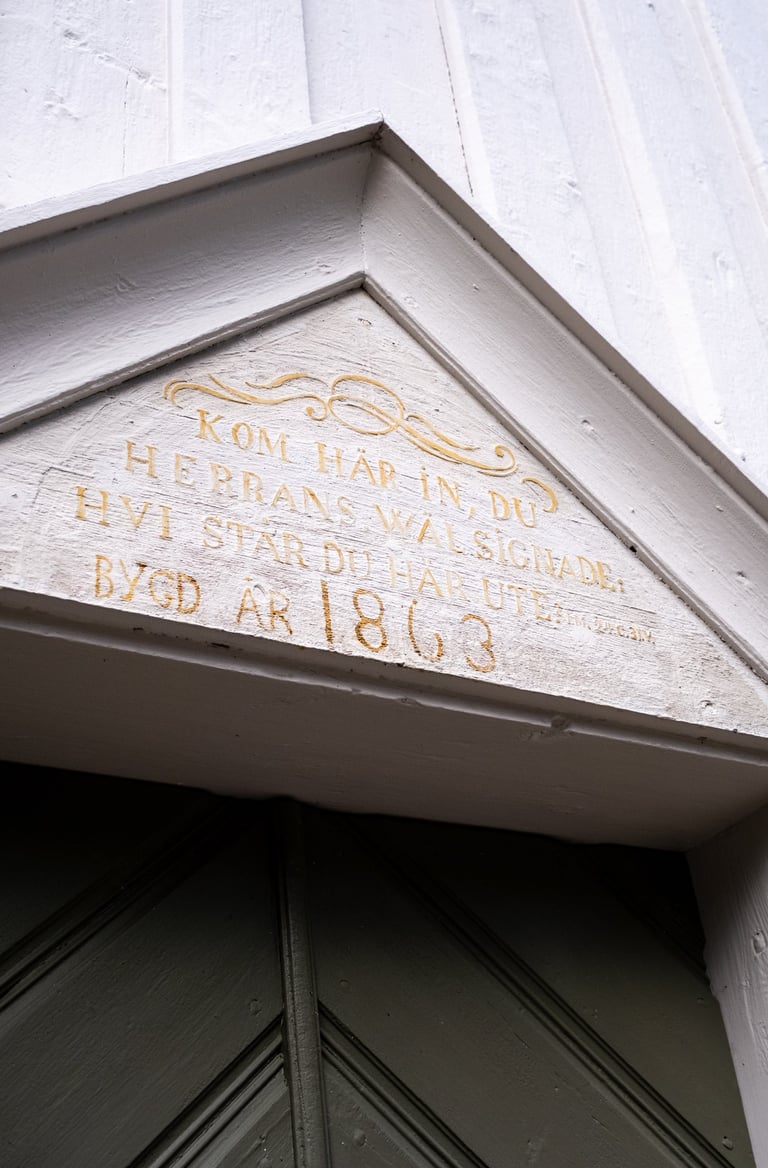 KOM HÄR IN, DU
HERRANS WÄLSIGNADE.
HVI STÅR DU HÄR UTE.
BYGD ÅR 1863